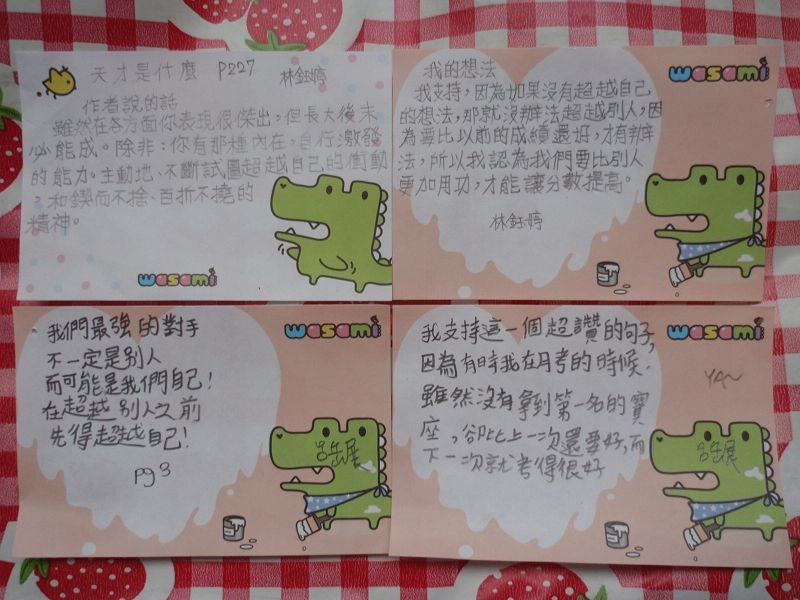 天才是什麼 P227 林鈺婷
作者說的話
雖然在各方面你表現很傑出，但長大後未
必能成。除非：你有那種內在，自行激發
的能力。主動地、不斷試圖超越自己的衝動
，和鍥而不捨、百折不撓的
精神。
wasami
wasami
我的想法
我支持，因為如果沒有超越自己
的想法，那就沒辦法超越別人，因
為要比以前的成績還好，才有辦
法，所以我認為我們要比別人
更加用功，才能讓分數提高。
林鈺婷
wasami
我們最強的對手
不一定是別人
而可能是我們自己！
在超越別人之前
先得超越自己！
pg3
呂岳展
wasami
我支持這一個超讚的句子，
因為有時我在月考的時候，
雖然沒有拿到第一名的寶
座，卻比上一次還要好，而
下一次就考得很好
YA~
呂岳展